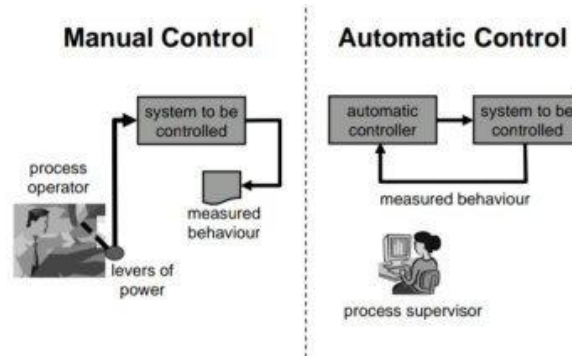 Manual Control
system to be
controlled
process
operator
measured
behaviour
levers of
power
Automatic Control
automatic
controller
system to be
controlled
measured behaviour
process supervisor